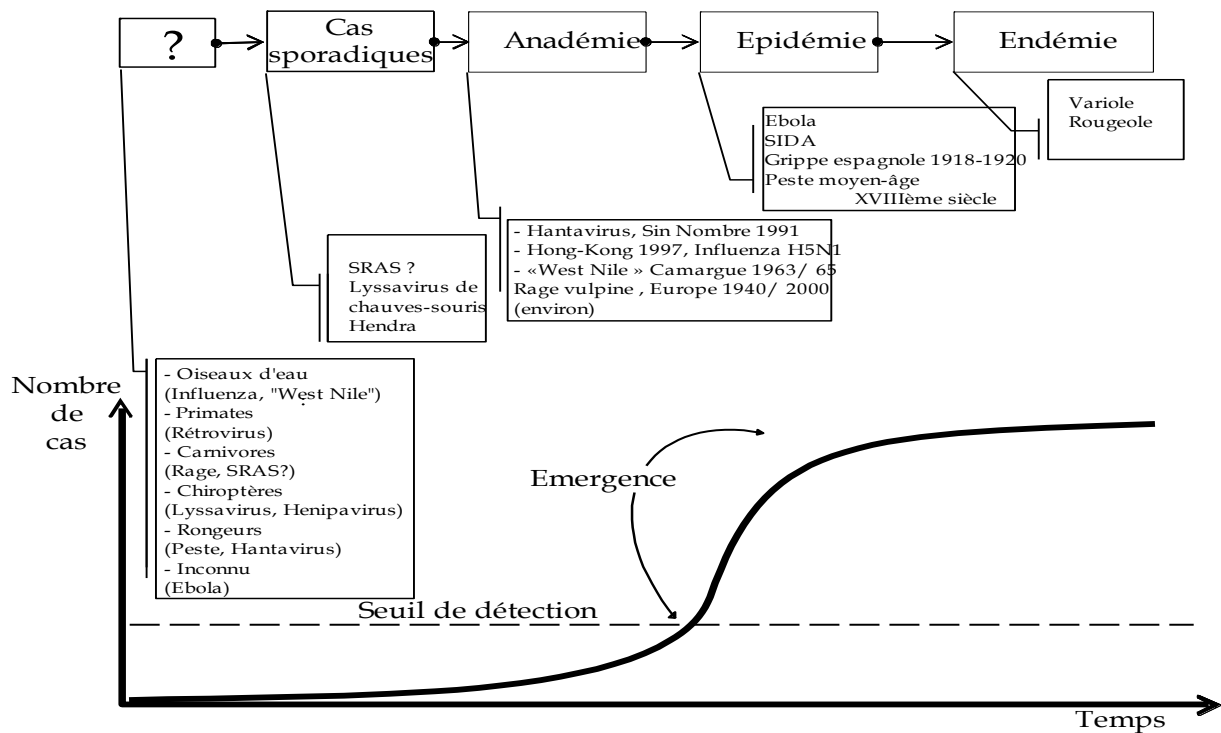 ?
Cas
sporadiques
Anadémie
Epidémie
Endémie
Variole
Rougeole
Ebola
SIDA
Grippe espagnole 1918-1920
Peste moyen-âge
XVIIIème siècle
- Hantavirus, Sin Nombre 1991
- Hong-Kong 1997, Influenza H5N1
- «West Nile » Camargue 1963/ 65
Rage vulpine , Europe 1940/ 2000
(environ)
SRAS ?
Lyssavirus de
chauves-souris
Hendra
- Oiseaux d'eau
(Influenza, "West Nile")
- Primates
(Rétrovirus)
- Carnivores
(Rage, SRAS?)
- Chiroptères
(Lyssavirus, Henipavirus)
- Rongeurs
(Peste, Hantavirus)
- Inconnu
(Ebola)
Nombre
de
cas
Emergence
Seuil de détection
Temps